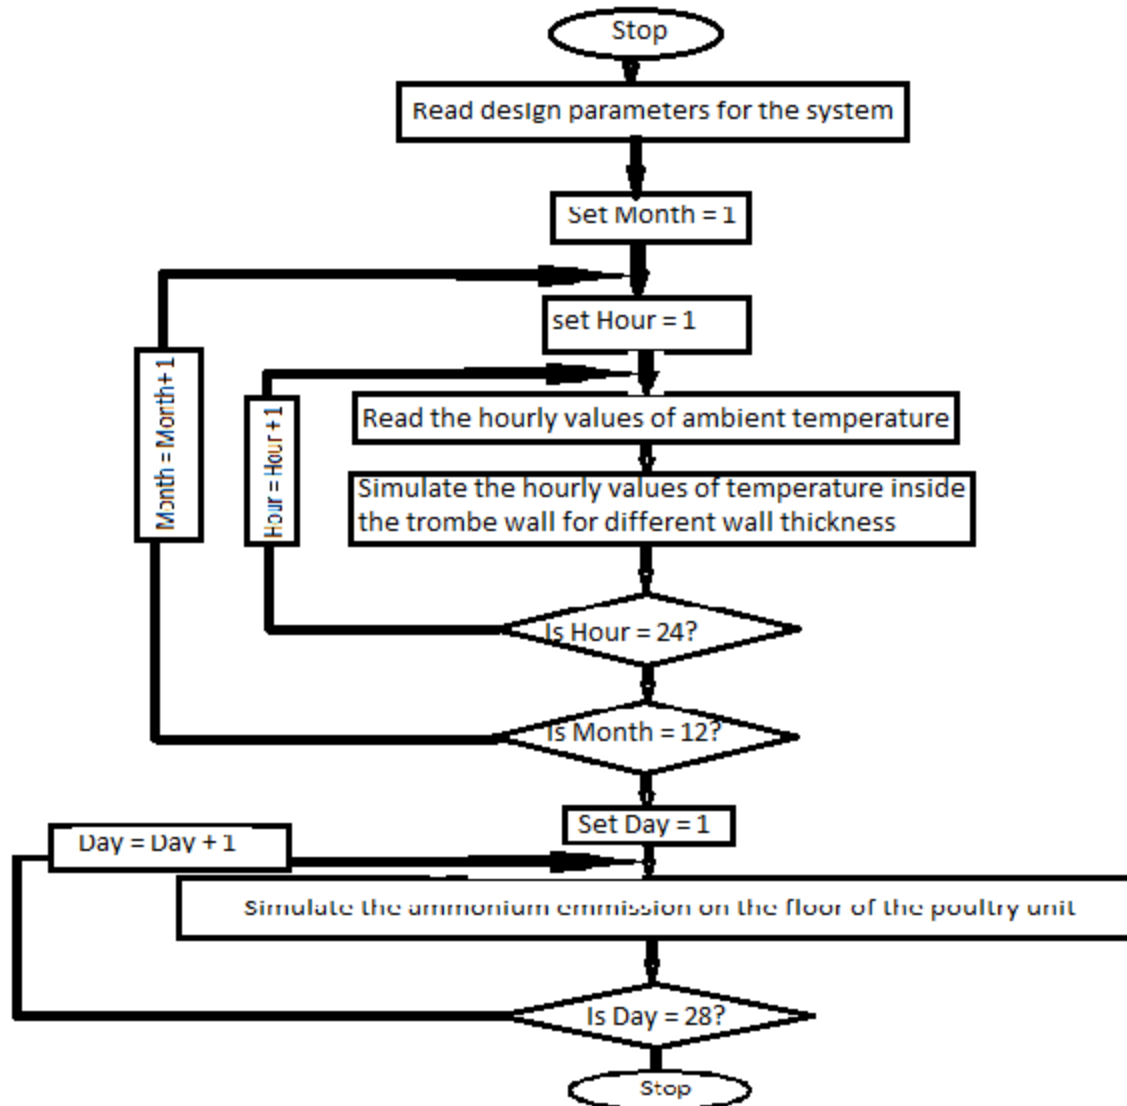 Stop
Read design parameters for the system
Set Month = 1
set Hour = 1
Month = Month+ 1
Hour = Hour +1
Read the hourly values of ambient temperature
Simulate the hourly values of temperature inside
the trombe wall for different wall thickness
Is Hour = 24?
Is Month = 12?
Set Day = 1
Day = Day + 1
Simulate the ammonium emmission on the floor of the poultry unit
Is Day = 28?
Stop